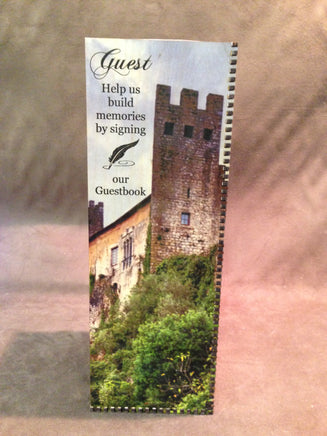 Guest
Help us
build
memories
by signing
our
Guestbook